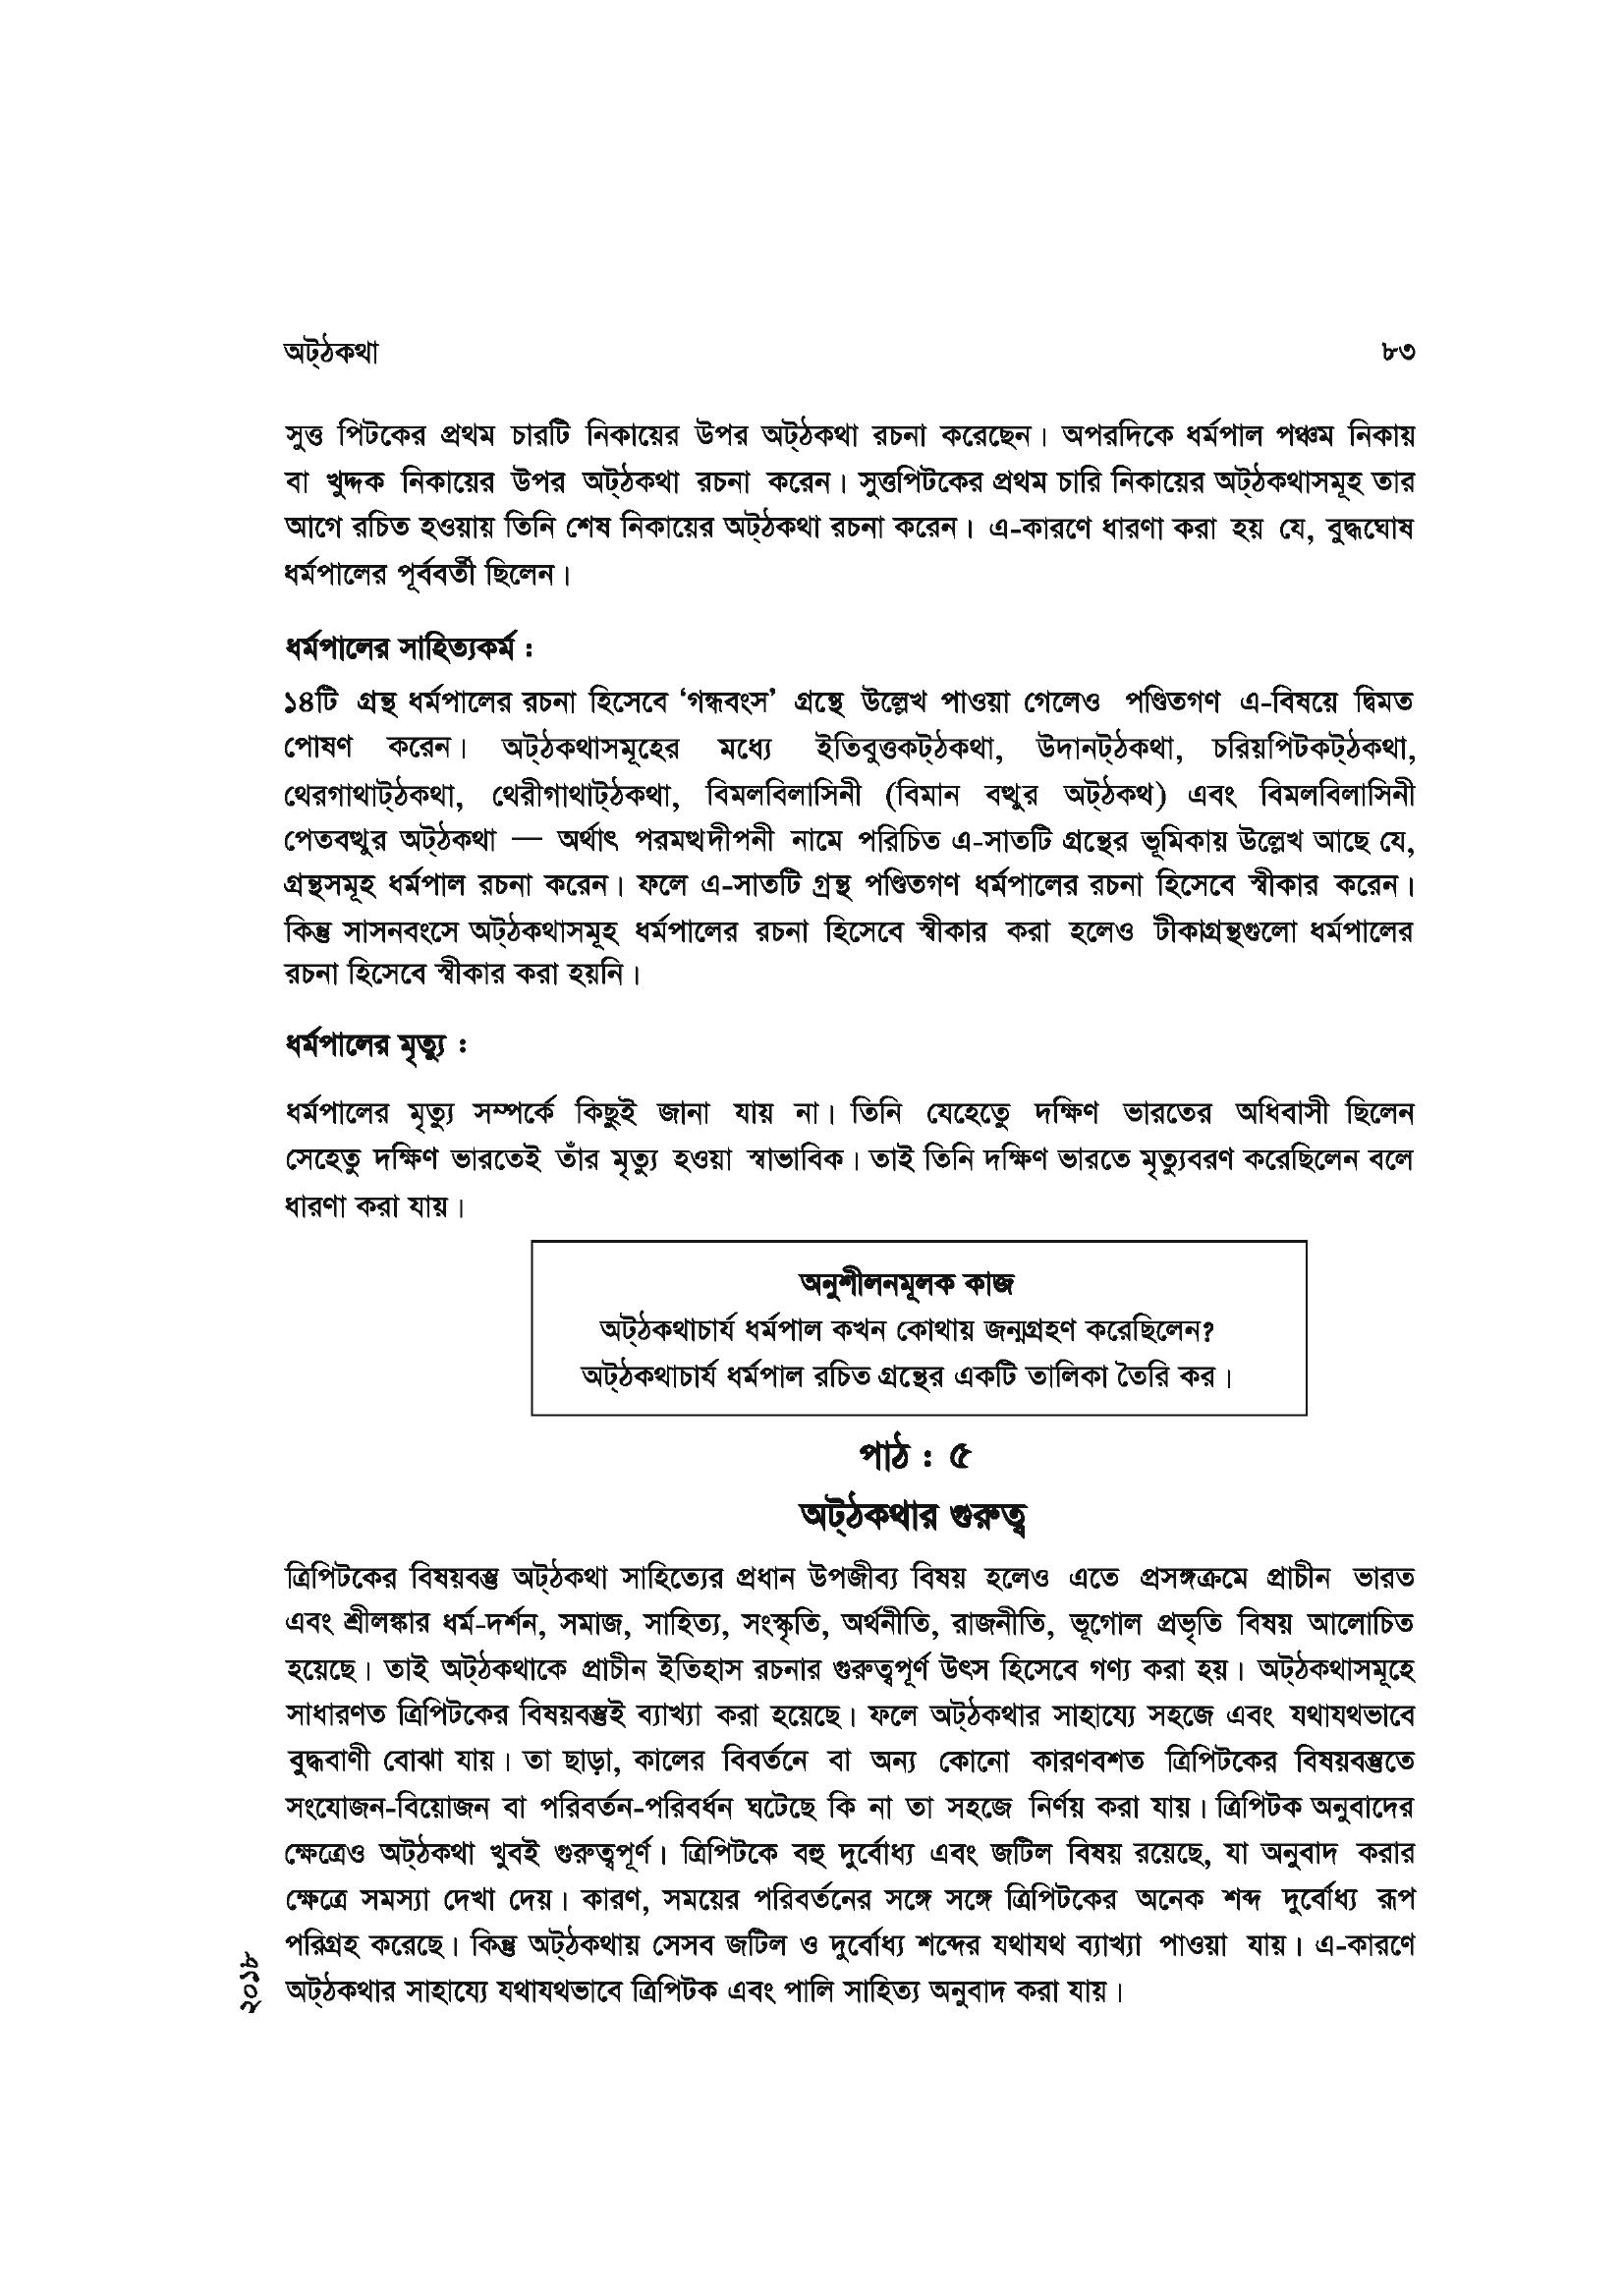 অট্‌ঠকথা ৮৩
সুত্ত পিটকের প্রথম চারটি নিকায়ের উপর অট্‌ঠকথা রচনা করেছেন। অপরদিকে ধর্মপাল পঞ্চম নিকায়
বা খুদ্দক নিকায়ের উপর অট্‌ঠকথা রচনা করেন। সুত্তপিটকের প্রথম চারি নিকায়ের অট্‌ঠকথাসমূহ তার
আগে রচিত হওয়ায় তিনি শেষ নিকায়ের অট্‌ঠকথা রচনা করেন। এ-কারণে ধারণা করা হয় যে, বুদ্ধঘোষ
ধর্মপালের পূর্ববর্তী ছিলেন।
ধর্মপালের সাহিত্যকর্ম :
১৪টি গ্রন্থ ধর্মপালের রচনা হিসেবে ‘গন্ধবংস’ গ্রন্থে উল্লেখ পাওয়া গেলেও পণ্ডিতগণ এ-বিষয়ে দ্বিমত
পোষণ করেন। অট্‌ঠকথাসমূহের মধ্যে ইতিবুত্তকট্‌ঠকথা, উদানট্‌ঠকথা, চরিয়পিটকট্‌ঠকথা,
থেরগাথাট্‌ঠকথা, থেরীগাথাট্‌ঠকথা, বিমলবিলাসিনী (বিমান বত্থুর অট্‌ঠকথ) এবং বিমলবিলাসিনী
পেতবত্থুর অট্‌ঠকথা — অর্থাৎ পরমত্থদীপনী নামে পরিচিত এ-সাতটি গ্রন্থের ভূমিকায় উল্লেখ আছে যে,
গ্রন্থসমূহ ধর্মপাল রচনা করেন। ফলে এ-সাতটি গ্রন্থ পণ্ডিতগণ ধর্মপালের রচনা হিসেবে স্বীকার করেন।
কিন্তু সাসনবংসে অট্‌ঠকথাসমূহ ধর্মপালের রচনা হিসেবে স্বীকার করা হলেও টীকাগ্রন্থগুলো ধর্মপালের
রচনা হিসেবে স্বীকার করা হয়নি।
ধর্মপালের মৃত্যু :
ধর্মপালের মৃত্যু সম্পর্কে কিছুই জানা যায় না। তিনি যেহেতেু দক্ষিণ ভারতের অধিবাসী ছিলেন
সেহেতু দক্ষিণ ভারতেই তাঁর মৃত্যু হওয়া স্বাভাবিক। তাই তিনি দক্ষিণ ভারতে মৃত্যুবরণ করেছিলেন বলে
ধারণা করা যায়।
অনুশীলনমূলক কাজ
অট্‌ঠকথাচার্য ধর্মপাল কখন কোথায় জন্মগ্রহণ করেছিলেন?
অট্‌ঠকথাচার্য ধর্মপাল রচিত গ্রন্থের একটি তালিকা তৈরি কর।
পাঠ : ৫
অট্‌ঠকথার গুরুত্ব
ত্রিপিটকের বিষয়বস্তু অট্‌ঠকথা সাহিত্যের প্রধান উপজীব্য বিষয় হলেও এতে প্রসঙ্গক্রমে প্রাচীন ভারত
এবং শ্রীলঙ্কার ধর্ম-দর্শন, সমাজ, সাহিত্য, সংস্কৃতি, অর্থনীতি, রাজনীতি, ভূগোল প্রভৃতি বিষয় আলোচিত
হয়েছে। তাই অট্‌ঠকথাকে প্রাচীন ইতিহাস রচনার গুরুত্বপূর্ণ উৎস হিসেবে গণ্য করা হয়। অট্‌ঠকথাসমূহে
সাধারণত ত্রিপিটকের বিষয়বস্তুই ব্যাখ্যা করা হয়েছে। ফলে অট্‌ঠকথার সাহায্যে সহজে এবং যথাযথভাবে
বুদ্ধবাণী বোঝা যায়। তা ছাড়া, কালের বিবর্তনে বা অন্য কোনো কারণবশত ত্রিপিটকের বিষয়বস্তুতে
সংযোজন-বিয়োজন বা পরিবর্তন-পরিবর্ধন ঘটেছে কি না তা সহজে নির্ণয় করা যায়। ত্রিপিটক অনুবাদের
ক্ষেত্রেও অট্‌ঠকথা খুবই গুরুত্বপূর্ণ। ত্রিপিটকে বহু দুর্বোধ্য এবং জটিল বিষয় রয়েছে, যা অনুবাদ করার
ক্ষেত্রে সমস্যা দেখা দেয়। কারণ, সময়ের পরিবর্তনের সঙ্গে সঙ্গে ত্রিপিটকের অনেক শব্দ দুর্বোধ্য রূপ
পরিগ্রহ করেছে। কিন্তু অট্‌ঠকথায় সেসব জটিল ও দুর্বোধ্য শব্দের যথাযথ ব্যাখ্যা পাওয়া যায়। এ-কারণে
অট্‌ঠকথার সাহায্যে যথাযথভাবে ত্রিপিটক এবং পালি সাহিত্য অনুবাদ করা যায়।
২০১৮